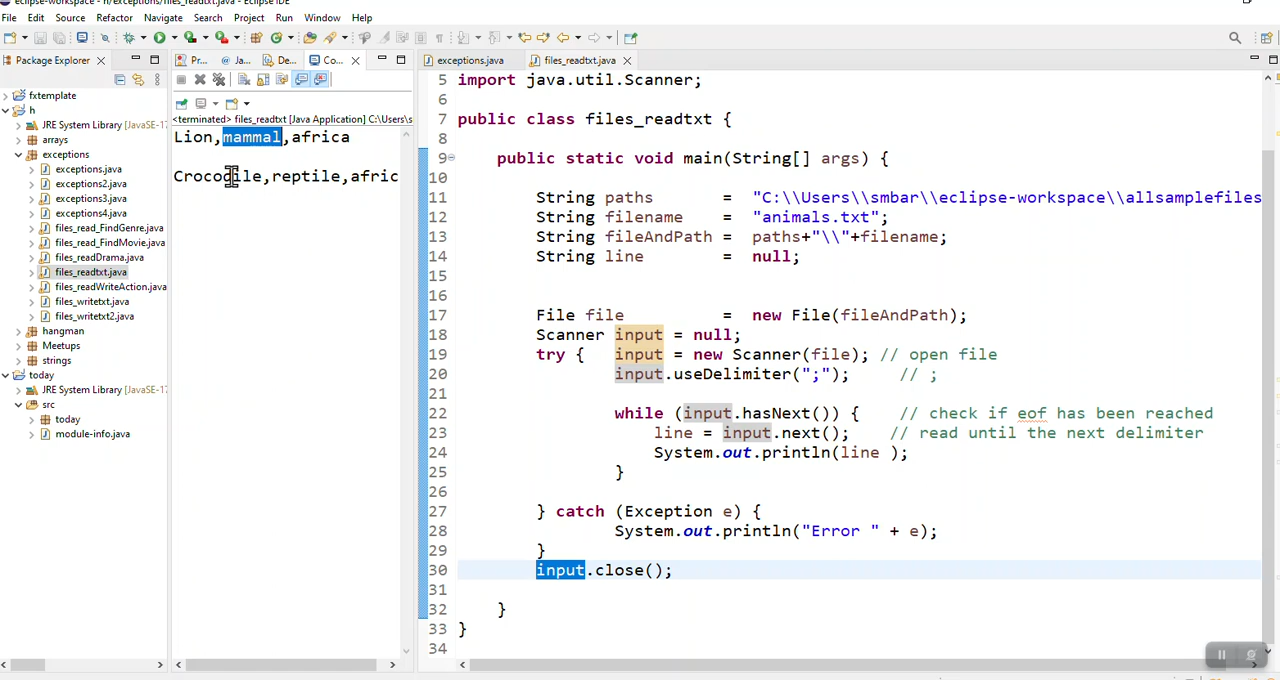 eclipse-workspace - h/exceptions/files_readtxt.java - Eclipse IDE
File Edit Source Refactor Navigate Search Project Run Window Help
Package Explorer
Pr... Ja... De... Co...
exceptions.java files_readtxt.java
<terminated> files_readtxt [Java Application] C:\Users\s
Lion,mammal,africa
Crocodile,reptile,afric
fxtemplate
h
JRE System Library [JavaSE-17
arrays
exceptions
exceptions.java
exceptions2.java
exceptions3.java
exceptions4.java
files_read_FindGenre.java
files_read_FindMovie.java
files_readDrama.java
files_readtxt.java
files_readWriteAction.java
files_writetxt.java
files_writetxt2.java
hangman
Meetups
strings
today
JRE System Library [JavaSE-1
src
today
module-info.java
5 import java.util.Scanner;
6
7 public class files_readtxt {
8
9 public static void main(String[] args) {
10
11 String paths = "C:\\Users\\smbar\\eclipse-workspace\\allsamplefiles
12 String filename = "animals.txt";
13 String fileAndPath = paths+"\\"+filename;
14 String line = null;
15
16
17 File file = new File(fileAndPath);
18 Scanner input = null;
19 try { input = new Scanner(file); // open file
20 input.useDelimiter(";"); // ;
21
22 while (input.hasNext()) { // check if eof has been reached
23 line = input.next(); // read until the next delimiter
24 System.out.println(line );
25 }
26
27 } catch (Exception e) {
28 System.out.println("Error " + e);
29 }
30 input.close();
31
32 }
33 }
34